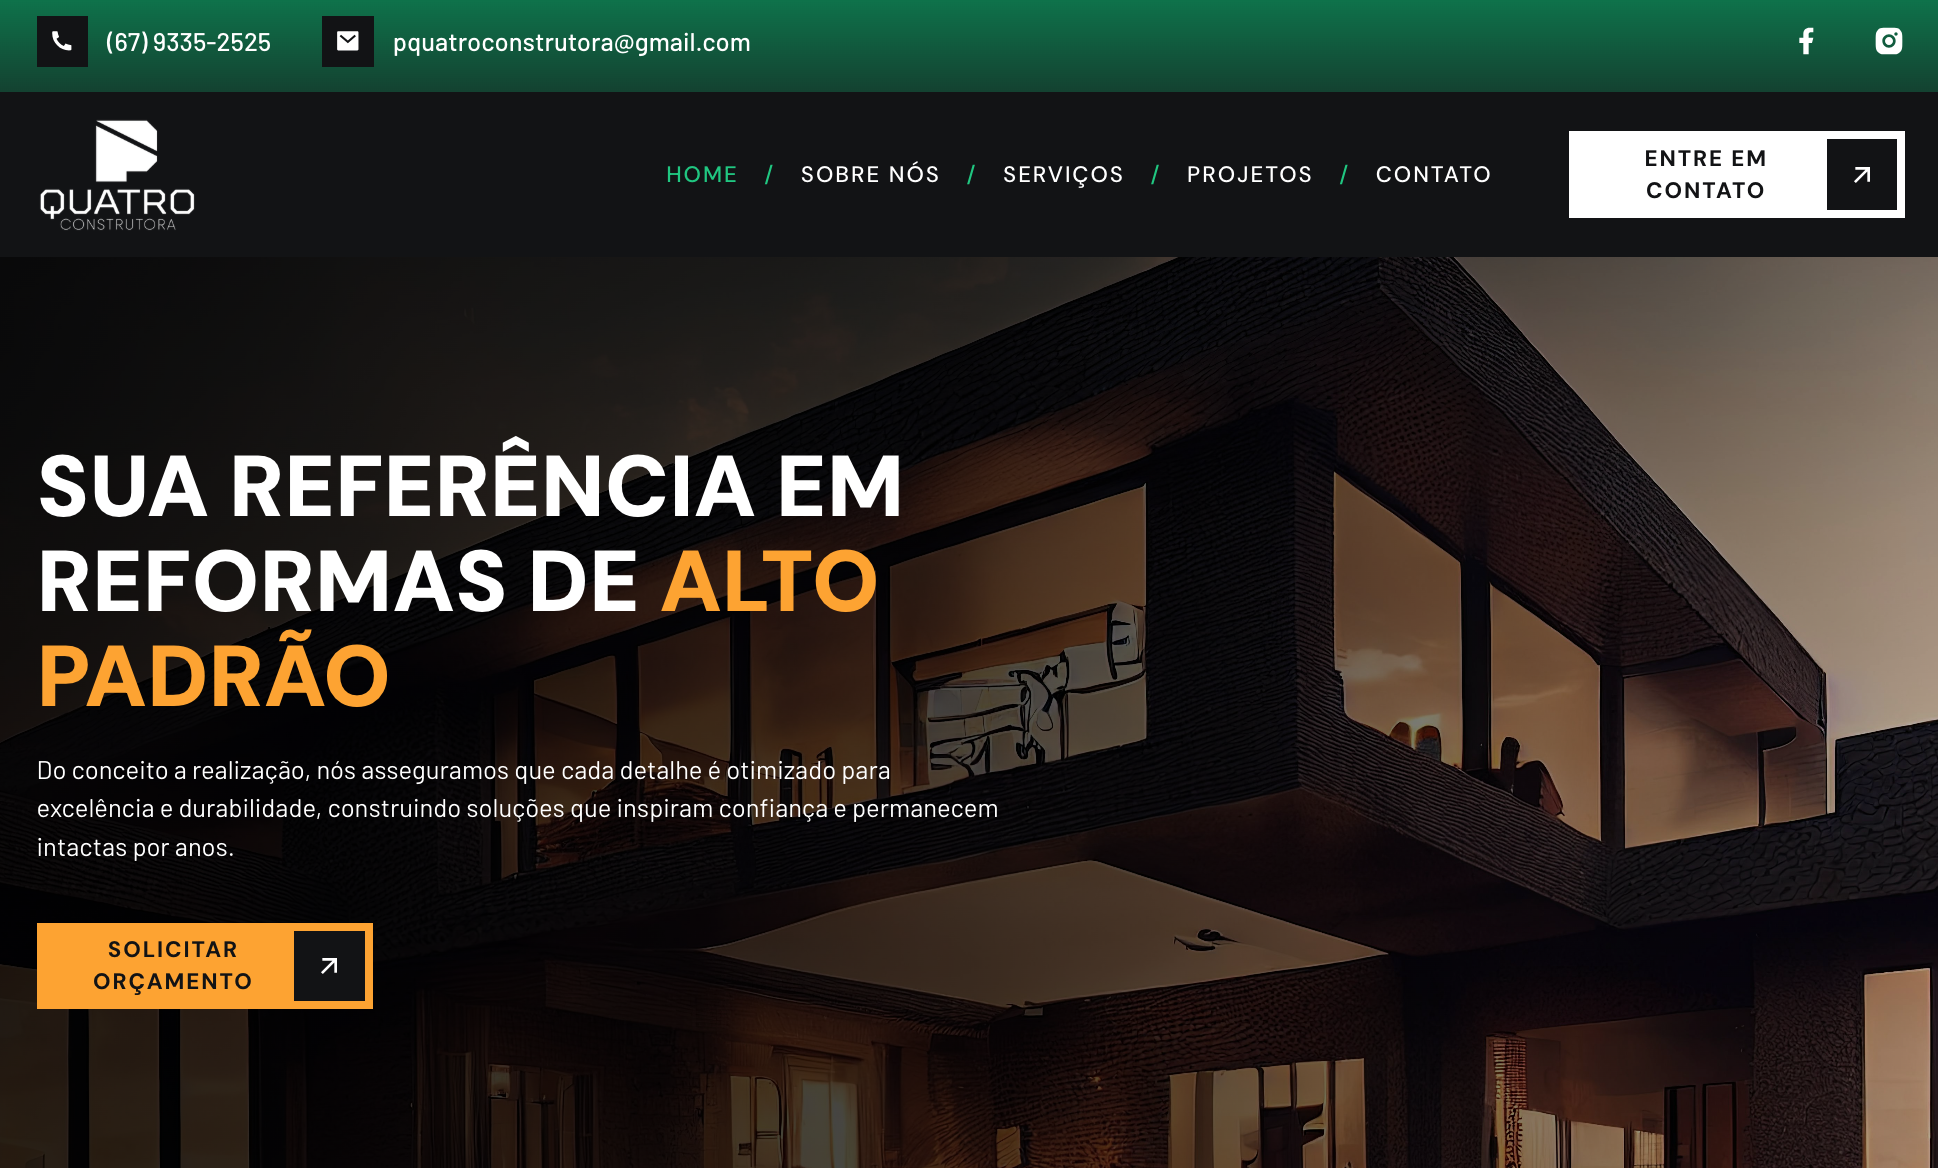 (67) 9335-2525
pquatroconstrutora@gmail.com
QUATRO
CONSTRUTORA
HOME / SOBRE NÓS / SERVIÇOS / PROJETOS / CONTATO
ENTRE EM
CONTATO
SUA REFERÊNCIA EM
REFORMAS DE ALTO
PADRÃO
Do conceito a realização, nós asseguramos que cada detalhe é otimizado para
excelência e durabilidade, construindo soluções que inspiram confiança e permanecem
intactas por anos.
SOLICITAR
ORÇAMENTO